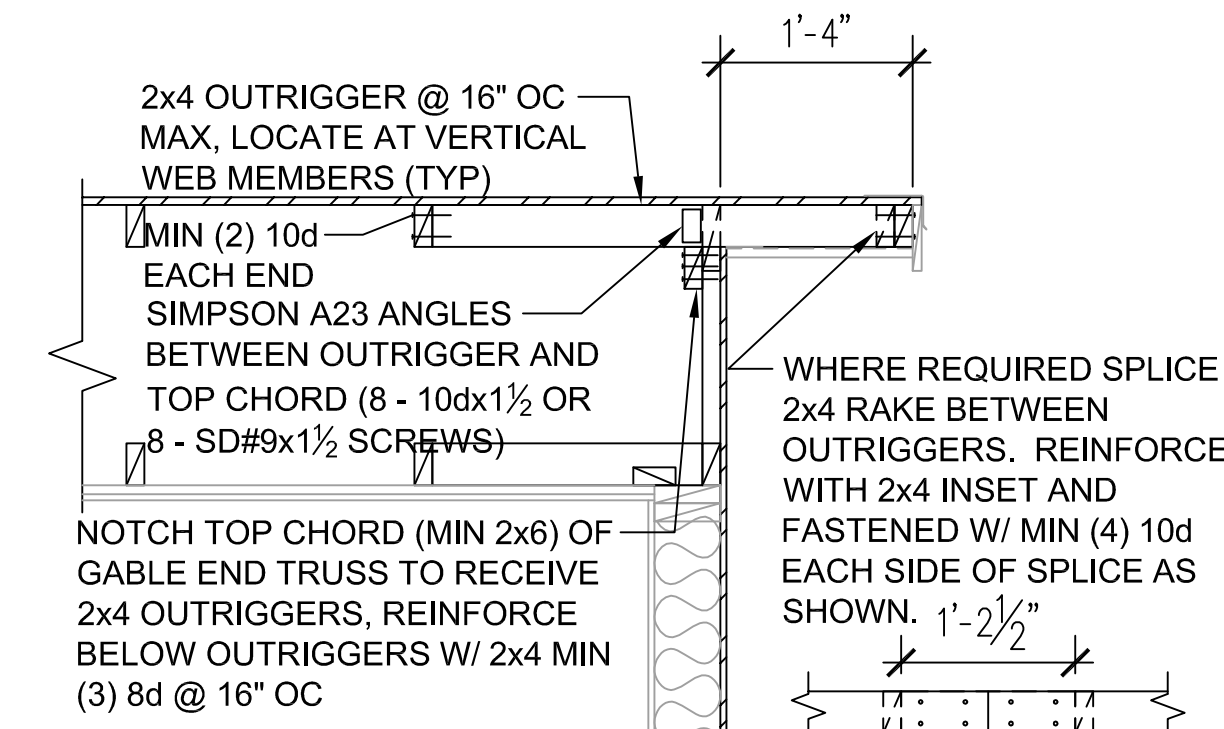 1'-4"
2x4 OUTRIGGER @ 16" OC
MAX, LOCATE AT VERTICAL
WEB MEMBERS (TYP)
MIN (2) 10d
EACH END
SIMPSON A23 ANGLES
BETWEEN OUTRIGGER AND
TOP CHORD (8 - 10dx1½ OR
8 - SD#9x1½ SCREWS)
WHERE REQUIRED SPLICE
2x4 RAKE BETWEEN
OUTRIGGERS. REINFORCE
WITH 2x4 INSET AND
FASTENED W/ MIN (4) 10d
EACH SIDE OF SPLICE AS
SHOWN.
NOTCH TOP CHORD (MIN 2x6) OF
GABLE END TRUSS TO RECEIVE
2x4 OUTRIGGERS, REINFORCE
BELOW OUTRIGGERS W/ 2x4 MIN
(3) 8d @ 16" OC
1'-2½"